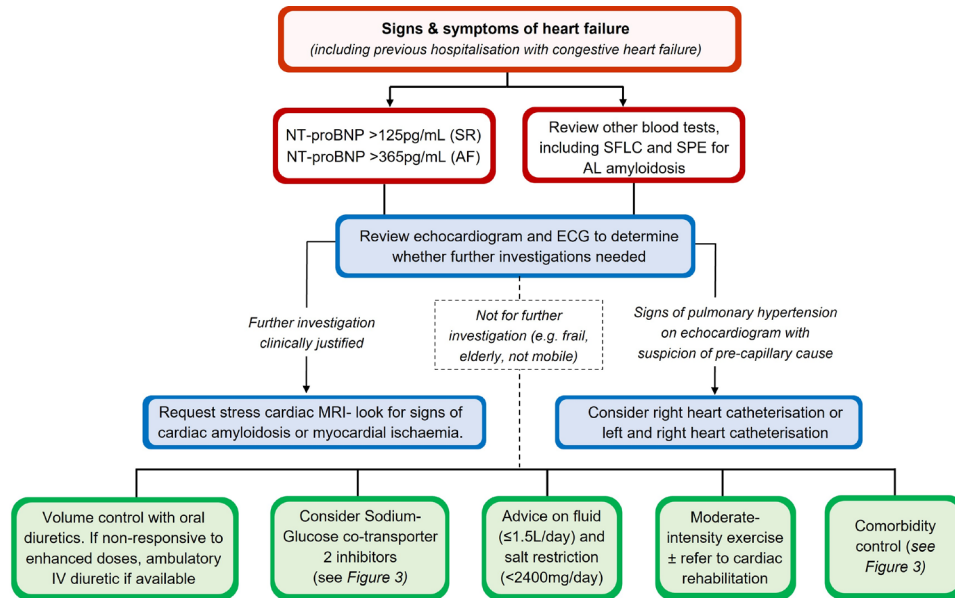 Signs & symptoms of heart failure
(including previous hospitalisation with congestive heart failure)
NT-proBNP >125pg/mL (SR)
NT-proBNP >365pg/mL (AF)
Review other blood tests,
including SFLC and SPE for
AL amyloidosis
Review echocardiogram and ECG to determine
whether further investigations needed
Further investigation
clinically justified
Not for further
investigation (e.g. frail,
elderly, not mobile)
Signs of pulmonary hypertension
on echocardiogram with
suspicion of pre-capillary cause
Request stress cardiac MRI- look for signs of
cardiac amyloidosis or myocardial ischaemia.
Consider right heart catheterisation or
left and right heart catheterisation
Volume control with oral
diuretics. If non-responsive to
enhanced doses, ambulatory
IV diuretic if available
Consider Sodium-
Glucose co-transporter
2 inhibitors
(see Figure 3)
Advice on fluid
(≤1.5L/day) and
salt restriction
(<2400mg/day)
Moderate-
intensity exercise
± refer to cardiac
rehabilitation
Comorbidity
control (see
Figure 3)